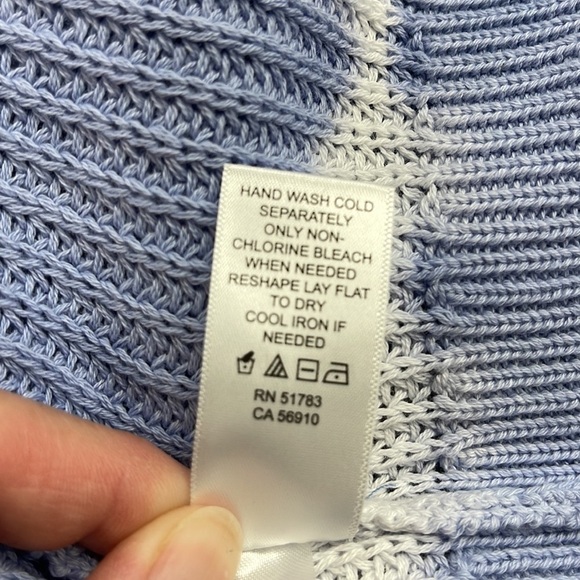 HAND WASH COLD
SEPARATELY
ONLY NON-
CHLORINE BLEACH
WHEN NEEDED
RESHAPE LAY FLAT
TO DRY
COOL IRON IF
NEEDED
RN 51783
CA 56910